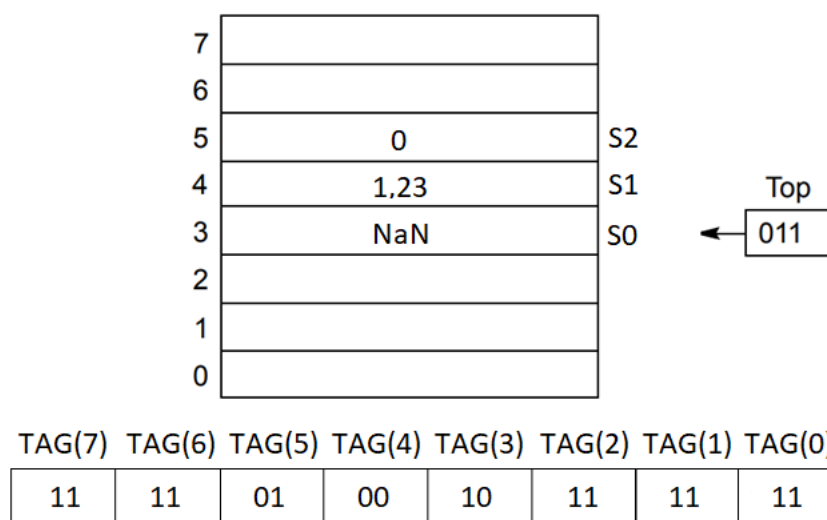 7
6
5 0 S2
4 1,23 S1 Top
3 NaN S0 011
2
1
0
TAG(7) TAG(6) TAG(5) TAG(4) TAG(3) TAG(2) TAG(1) TAG(0)
11 11 01 00 10 11 11 11